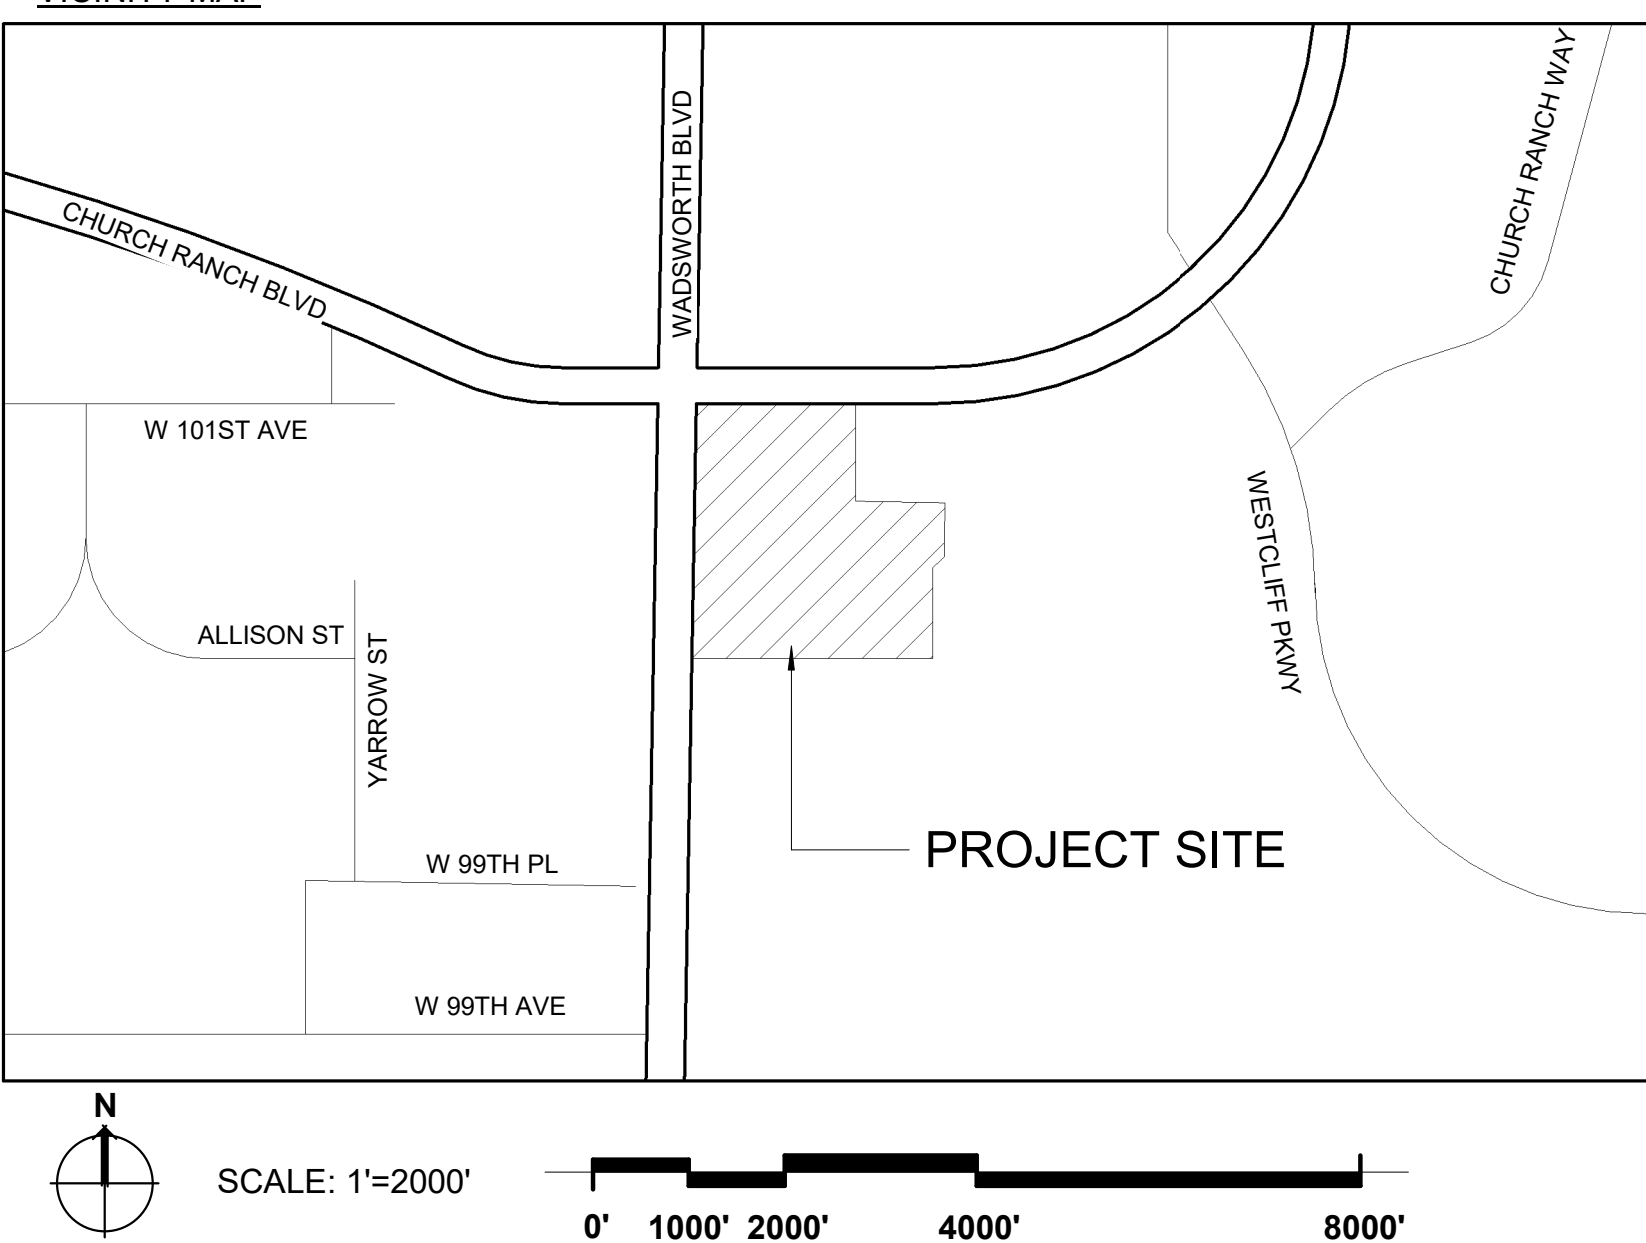 CHURCH RANCH WAY
WADSWORTH BLVD
CHURCH RANCH BLVD
W 101ST AVE
WESTCLIFF PKWY
ALLISON ST
YARROW ST
PROJECT SITE
W 99TH PL
W 99TH AVE
N
SCALE: 1'=2000'
0' 1000' 2000' 4000' 8000'